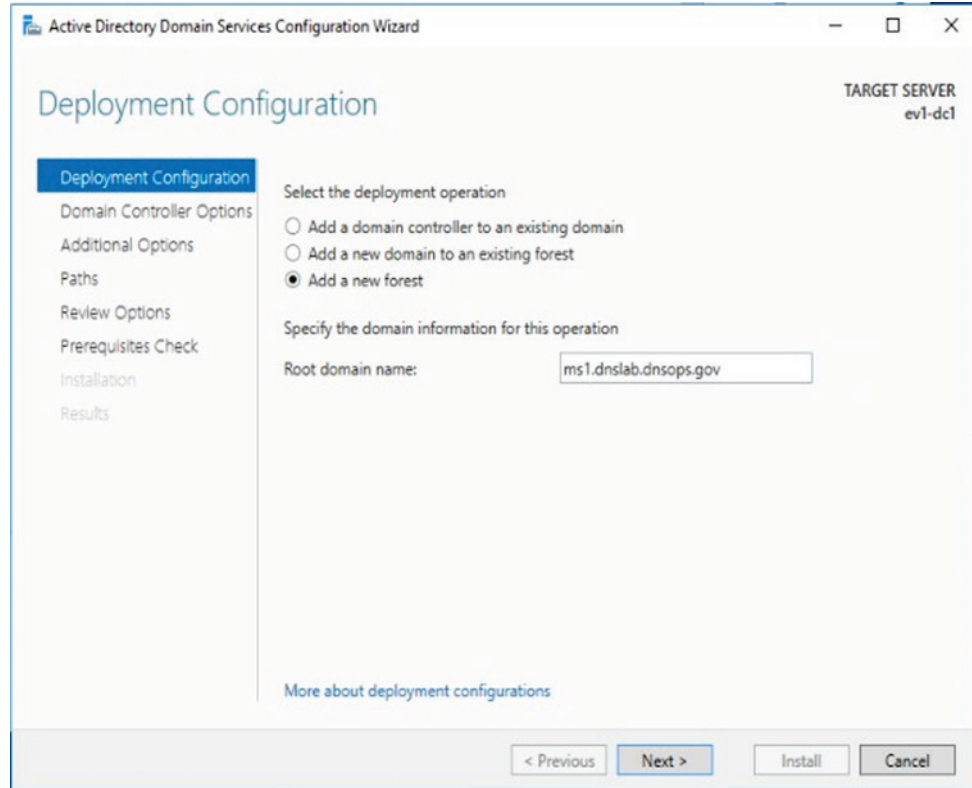 Active Directory Domain Services Configuration Wizard
Deployment Configuration
TARGET SERVER
ev1-dc1
Deployment Configuration
Domain Controller Options
Additional Options
Paths
Review Options
Prerequisites Check
Installation
Results
Select the deployment operation
Add a domain controller to an existing domain
Add a new domain to an existing forest
Add a new forest
Specify the domain information for this operation
Root domain name:
ms1.dnslab.dnsops.gov
More about deployment configurations
< Previous
Next >
Install
Cancel